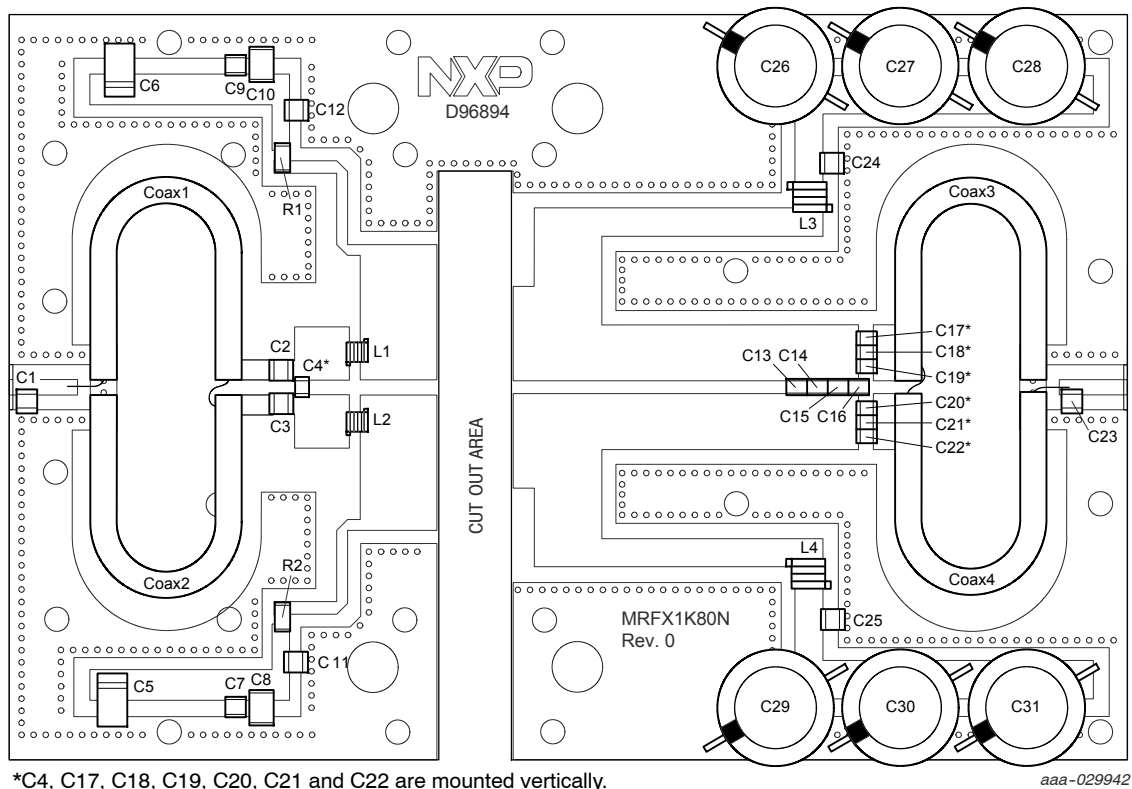 C26
C27
C28
C6
C9
C10
NXP
D96894
C12
C24
Coax1
R1
L3
Coax3
C2
C4*
L1
C1
C3
L2
C13 C14
C15 C16
C17*
C18*
C19*
C20*
C21*
C22*
C23
CUT OUT AREA
Coax2
R2
L4
Coax4
MRFX1K80N
Rev. 0
C25
C11
C5
C7
C8
C29
C30
C31
*C4, C17, C18, C19, C20, C21 and C22 are mounted vertically.
aaa-029942